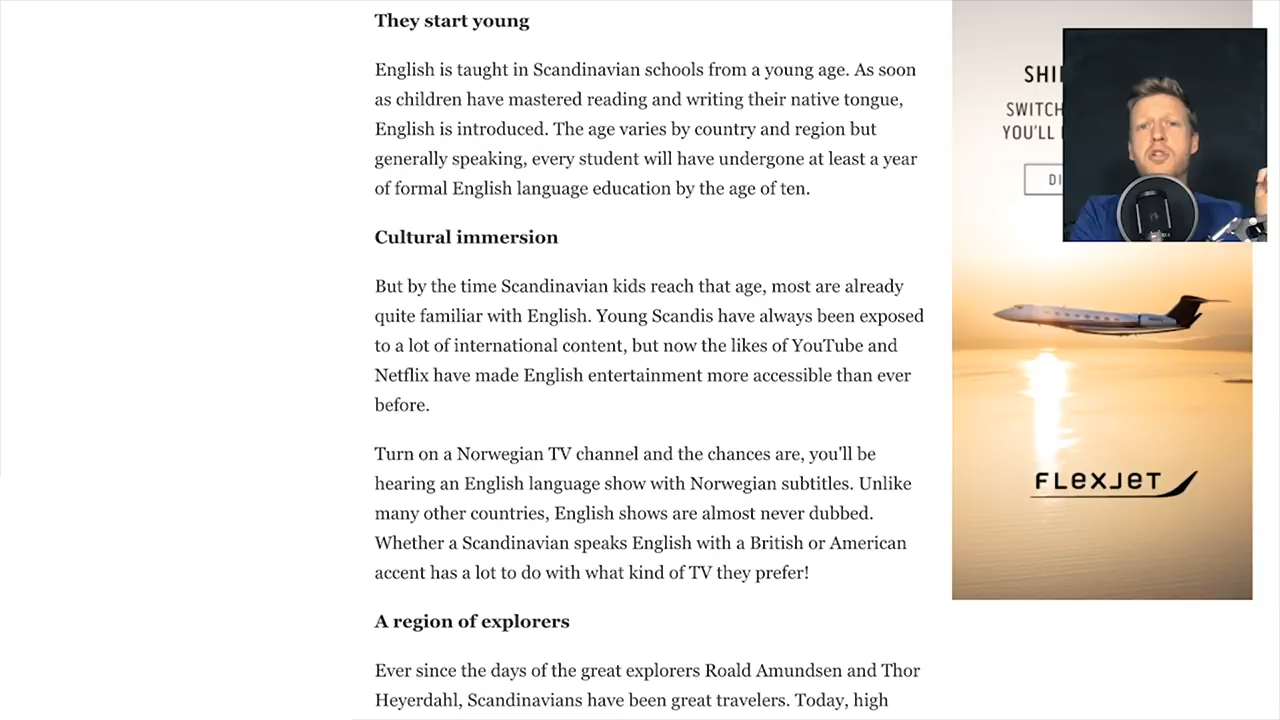 They start young
English is taught in Scandinavian schools from a young age. As soon
as children have mastered reading and writing their native tongue,
English is introduced. The age varies by country and region but
generally speaking, every student will have undergone at least a year
of formal English language education by the age of ten.
Cultural immersion
But by the time Scandinavian kids reach that age, most are already
quite familiar with English. Young Scandis have always been exposed
to a lot of international content, but now the likes of YouTube and
Netflix have made English entertainment more accessible than ever
before.
Turn on a Norwegian TV channel and the chances are, you'll be
hearing an English language show with Norwegian subtitles. Unlike
many other countries, English shows are almost never dubbed.
Whether a Scandinavian speaks English with a British or American
accent has a lot to do with what kind of TV they prefer!
A region of explorers
Ever since the days of the great explorers Roald Amundsen and Thor
Heyerdahl, Scandinavians have been great travelers. Today, high
SWITCH
YOU'LL
FLEXJET